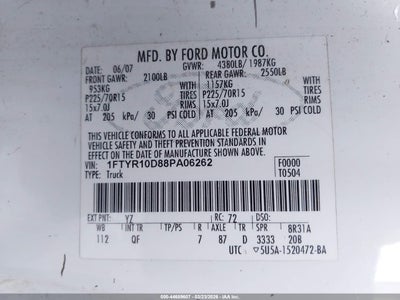 MFD. BY FORD MOTOR CO.
DATE: 06/07 GVWR: 4380LB/ 1987KG
FRONT GAWR: 2100LB REAR GAWR: 2550LB
953KG WITH 1157KG WITH
P225/70R15 TIRES P225/70R15 TIRES
15x7.0J RIMS 15x7.0J RIMS
AT 205 kPa/ 30 PSI COLD AT 205 kPa/ 30 PSI COLD
THIS VEHICLE CONFORMS TO ALL APPLICABLE FEDERAL MOTOR
VEHICLE SAFETY AND THEFT PREVENTION STANDARDS IN EFFECT ON
THE DATE OF MANUFACTURE SHOWN ABOVE.
VIN: 1FTYR10D88PA06262 F0000
TYPE: Truck T0504
EXT PNT: YZ RC: 72 DSO:
WB INT TR TP/PS R AXLE TR SPR 8R31A
112 QF 7 87 D 3333 20B
UTC 5U5A-1520472-BA